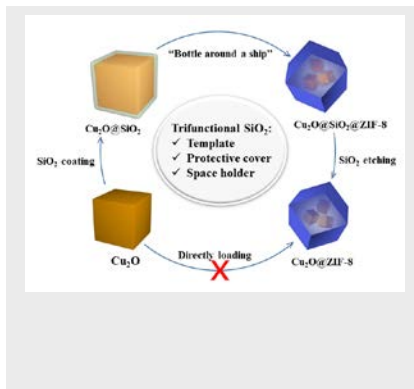 “Bottle around a ship”
Cu₂O@SiO₂
Cu₂O@SiO₂@ZIF-8
Trifunctional SiO₂:
✓ Template
✓ Protective cover
✓ Space holder
SiO₂ coating
SiO₂ etching
Directly loading
Cu₂O
Cu₂O@ZIF-8